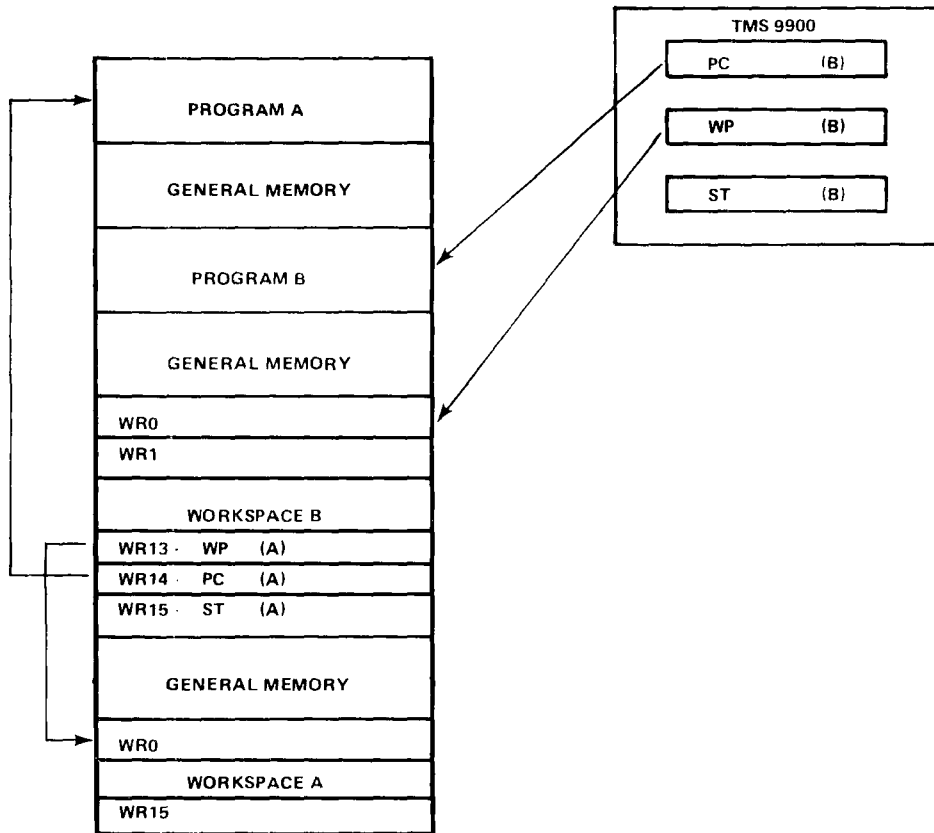 TMS 9900
PC (B)
WP (B)
ST (B)
PROGRAM A
GENERAL MEMORY
PROGRAM B
GENERAL MEMORY
WR0
WR1
WORKSPACE B
WR13 · WP (A)
WR14 · PC (A)
WR15 · ST (A)
GENERAL MEMORY
WR0
WORKSPACE A
WR15